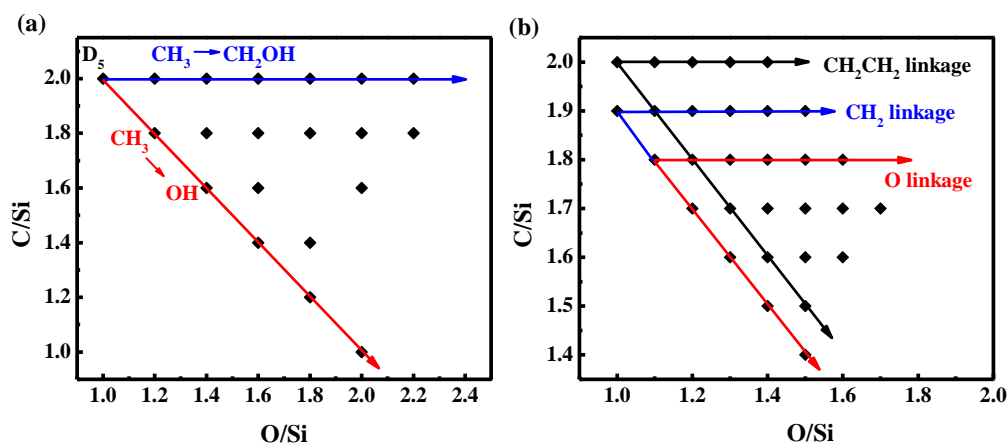 (a)
D5
CH3 → CH2OH
CH3
→
OH
2.0
1.8
1.6
1.4
1.2
1.0
C/Si
1.0 1.2 1.4 1.6 1.8 2.0 2.2 2.4
O/Si
(b)
CH2CH2 linkage
CH2 linkage
O linkage
2.0
1.9
1.8
1.7
1.6
1.5
1.4
C/Si
1.0 1.2 1.4 1.6 1.8 2.0
O/Si